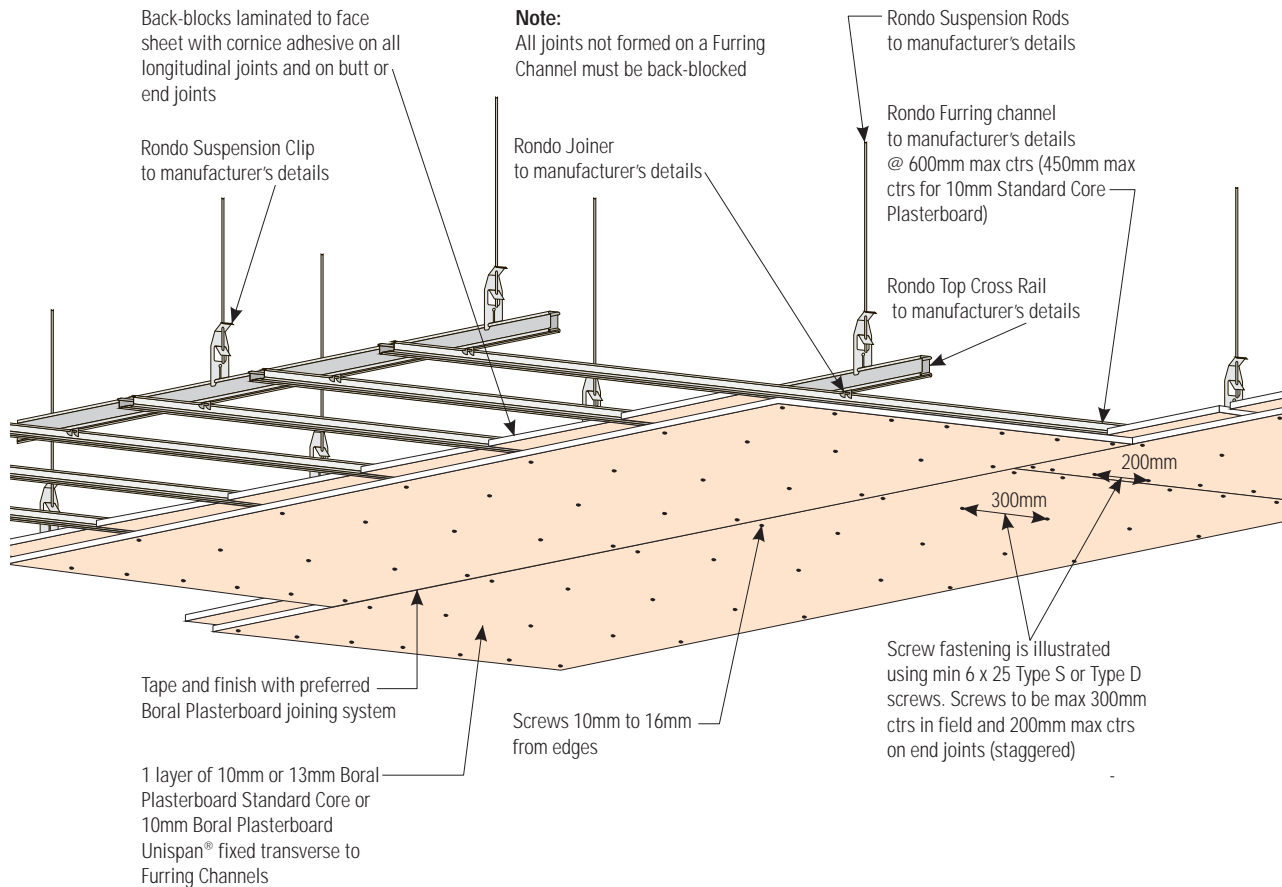 Back-blocks laminated to face
sheet with cornice adhesive on all
longitudinal joints and on butt or
end joints
Note:
All joints not formed on a Furring
Channel must be back-blocked
Rondo Suspension Rods
to manufacturer's details
Rondo Suspension Clip
to manufacturer's details
Rondo Joiner
to manufacturer's details
Rondo Furring channel
to manufacturer's details
@ 600mm max ctrs (450mm max
ctrs for 10mm Standard Core
Plasterboard)
Rondo Top Cross Rail
to manufacturer's details
200mm
300mm
Tape and finish with preferred
Boral Plasterboard joining system
Screws 10mm to 16mm
from edges
Screw fastening is illustrated
using min 6 x 25 Type S or Type D
screws. Screws to be max 300mm
ctrs in field and 200mm max ctrs
on end joints (staggered)
1 layer of 10mm or 13mm Boral
Plasterboard Standard Core or
10mm Boral Plasterboard
Unispan® fixed transverse to
Furring Channels